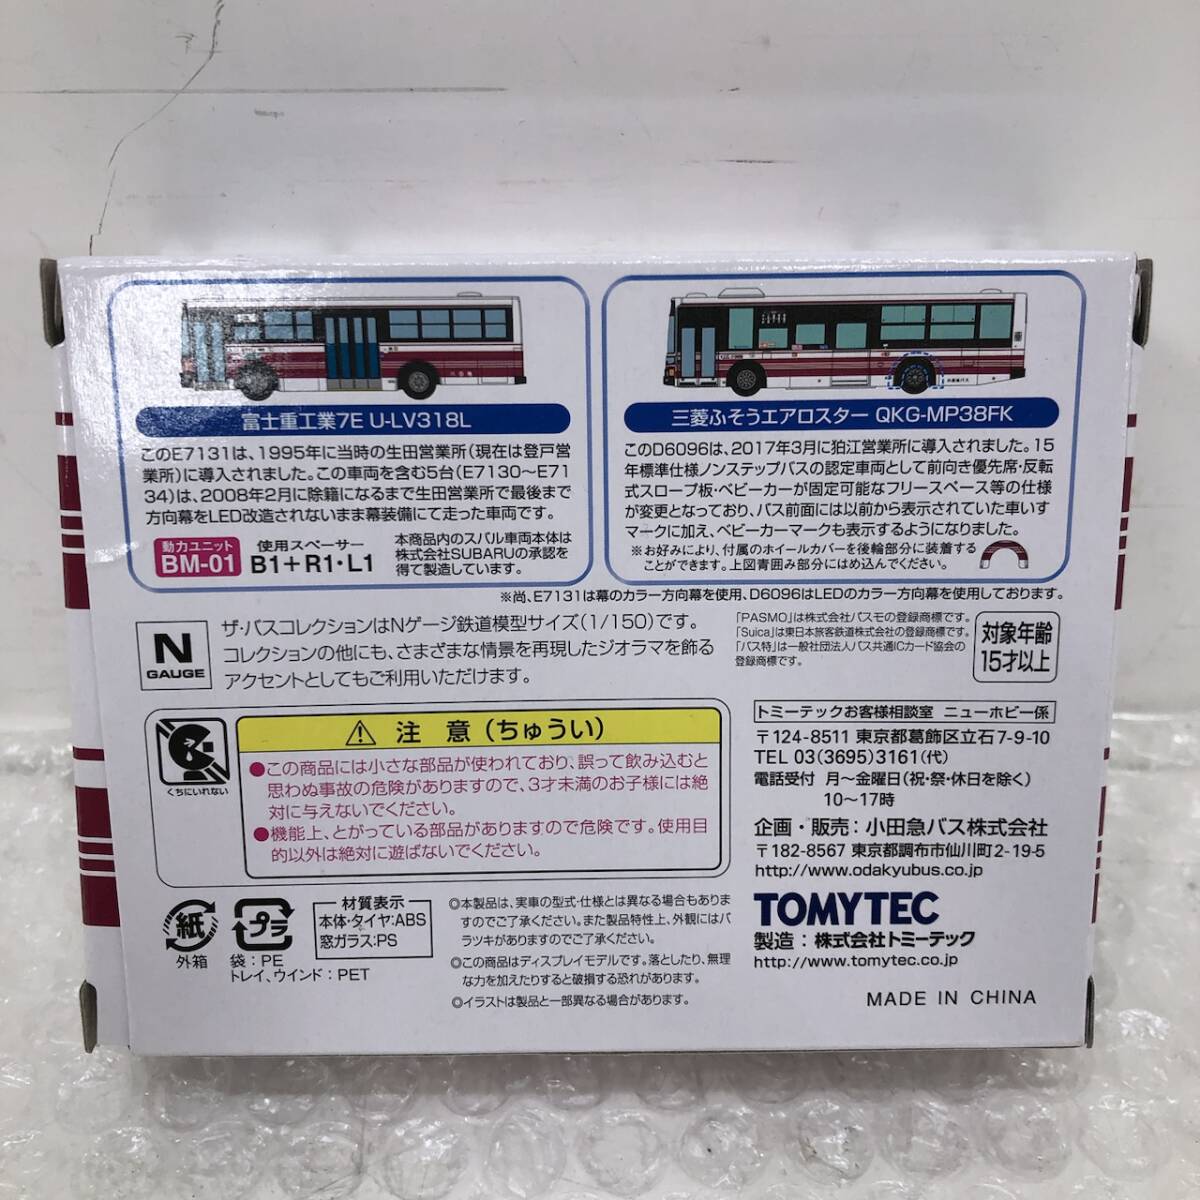 富士重工業7E U-LV318L
このE7131は、1995年に当時の生田営業所(現在は登戸営
業所)に導入されました。この車両を含む5台(E7130〜E71
34)は、2008年2月に除籍になるまで生田営業所で最後まで
方向幕をLED改造されないまま幕装備にて走った車両です。
動力ユニット
BM-01
使用スペーサー
B1+R1・L1
本商品内のスバル車両本体は
株式会社SUBARUの承認を
得て製造しています。
三菱ふそうエアロスター QKG-MP38FK
このD6096は、2017年3月に狛江営業所に導入されました。15
年標準仕様ノンステップバスの認定車両として前向き優先席・反転
式スロープ板・ベビーカーが固定可能なフリースペース等の仕様
が変更となっており、バス前面には以前から表示されていた車いす
マークに加え、ベビーカーマークも表示するようになりました。
※お好みにより、付属のホイールカバーを後輪部分に装着する
ことができます。上図青囲み部分にはめ込んでください。
※尚、E7131は幕のカラー方向幕を使用、D6096はLEDのカラー方向幕を使用しております。
N
GAUGE
ザ・バスコレクションはNゲージ鉄道模型サイズ(1/150)です。
コレクションの他にも、さまざまな情景を再現したジオラマを飾る
アクセントとしてもご利用いただけます。
「PASMO」は株式会社パスモの登録商標です。
「Suica」は東日本旅客鉄道株式会社の登録商標です。
「バス特」は一般社団法人バス共通ICカード協会の
登録商標です。
対象年齢
15才以上
くちにいれない
⚠ 注 意(ちゅうい)
●この商品には小さな部品が使われており、誤って飲み込むと
思わぬ事故の危険がありますので、3才未満のお子様には絶
対に与えないでください。
●機能上、とがっている部品がありますので危険です。使用目
的以外は絶対に遊ばないでください。
トミーテックお客様相談室 ニューホビー係
〒124-8511 東京都葛飾区立石7-9-10
TEL 03(3695)3161(代)
電話受付 月〜金曜日(祝・祭・休日を除く)
10〜17時
企画・販売:小田急バス株式会社
〒182-8567 東京都調布市仙川町2-19-5
http://www.odakyubus.co.jp
TOMYTEC
製造:株式会社トミーテック
http://www.tomytec.co.jp
MADE IN CHINA
紙
外箱
プラ
袋:PE
トレイ、ウインド:PET
材質表示
本体・タイヤ:ABS
窓ガラス:PS
◎本製品は、実車の型式・仕様とは異なる場合もありま
すのでご了承ください。また製品特性上、外観にはバ
ラツキがありますのでご了承ください。
◎この商品はディスプレイモデルです。落としたり、無理
な力を加えたりすると破損する恐れがあります。
◎イラストは製品と一部異なる場合があります。